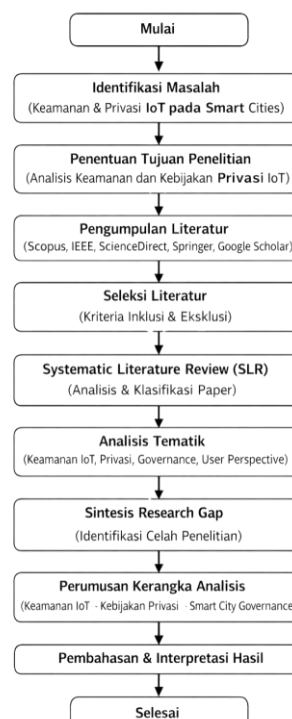 Mulai
Identifikasi Masalah
(Keamanan & Privasi IoT pada Smart Cities)
Penentuan Tujuan Penelitian
(Analisis Keamanan dan Kebijakan Privasi IoT)
Pengumpulan Literatur
(Scopus, IEEE, ScienceDirect, Springer, Google Scholar)
Seleksi Literatur
(Kriteria Inklusi & Eksklusi)
Systematic Literature Review (SLR)
(Analisis & Klasifikasi Paper)
Analisis Tematik
(Keamanan IoT, Privasi, Governance, User Perspective)
Sintesis Research Gap
(Identifikasi Celah Penelitian)
Perumusan Kerangka Analisis
(Keamanan IoT - Kebijakan Privasi - Smart City Governance)
Pembahasan & Interpretasi Hasil
Selesai